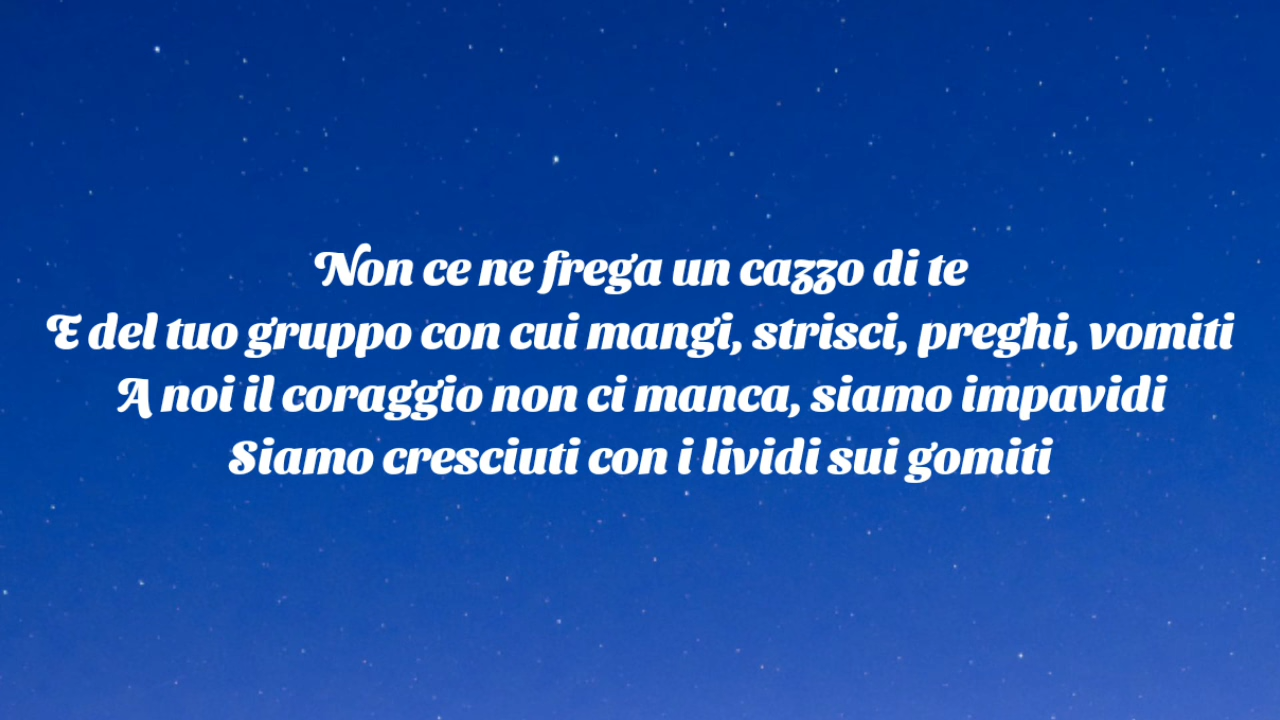 Non ce ne frega un cazzo di te
E del tuo gruppo con cui mangi, strisci, preghi, vomiti
A noi il coraggio non ci manca, siamo impavidi
Siamo cresciuti con i lividi sui gomiti